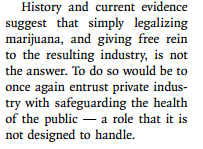 History and current evidence
suggest that simply legalizing
marijuana, and giving free rein
to the resulting industry, is not
the answer. To do so would be to
once again entrust private indus-
try with safeguarding the health
of the public — a role that it is
not designed to handle.